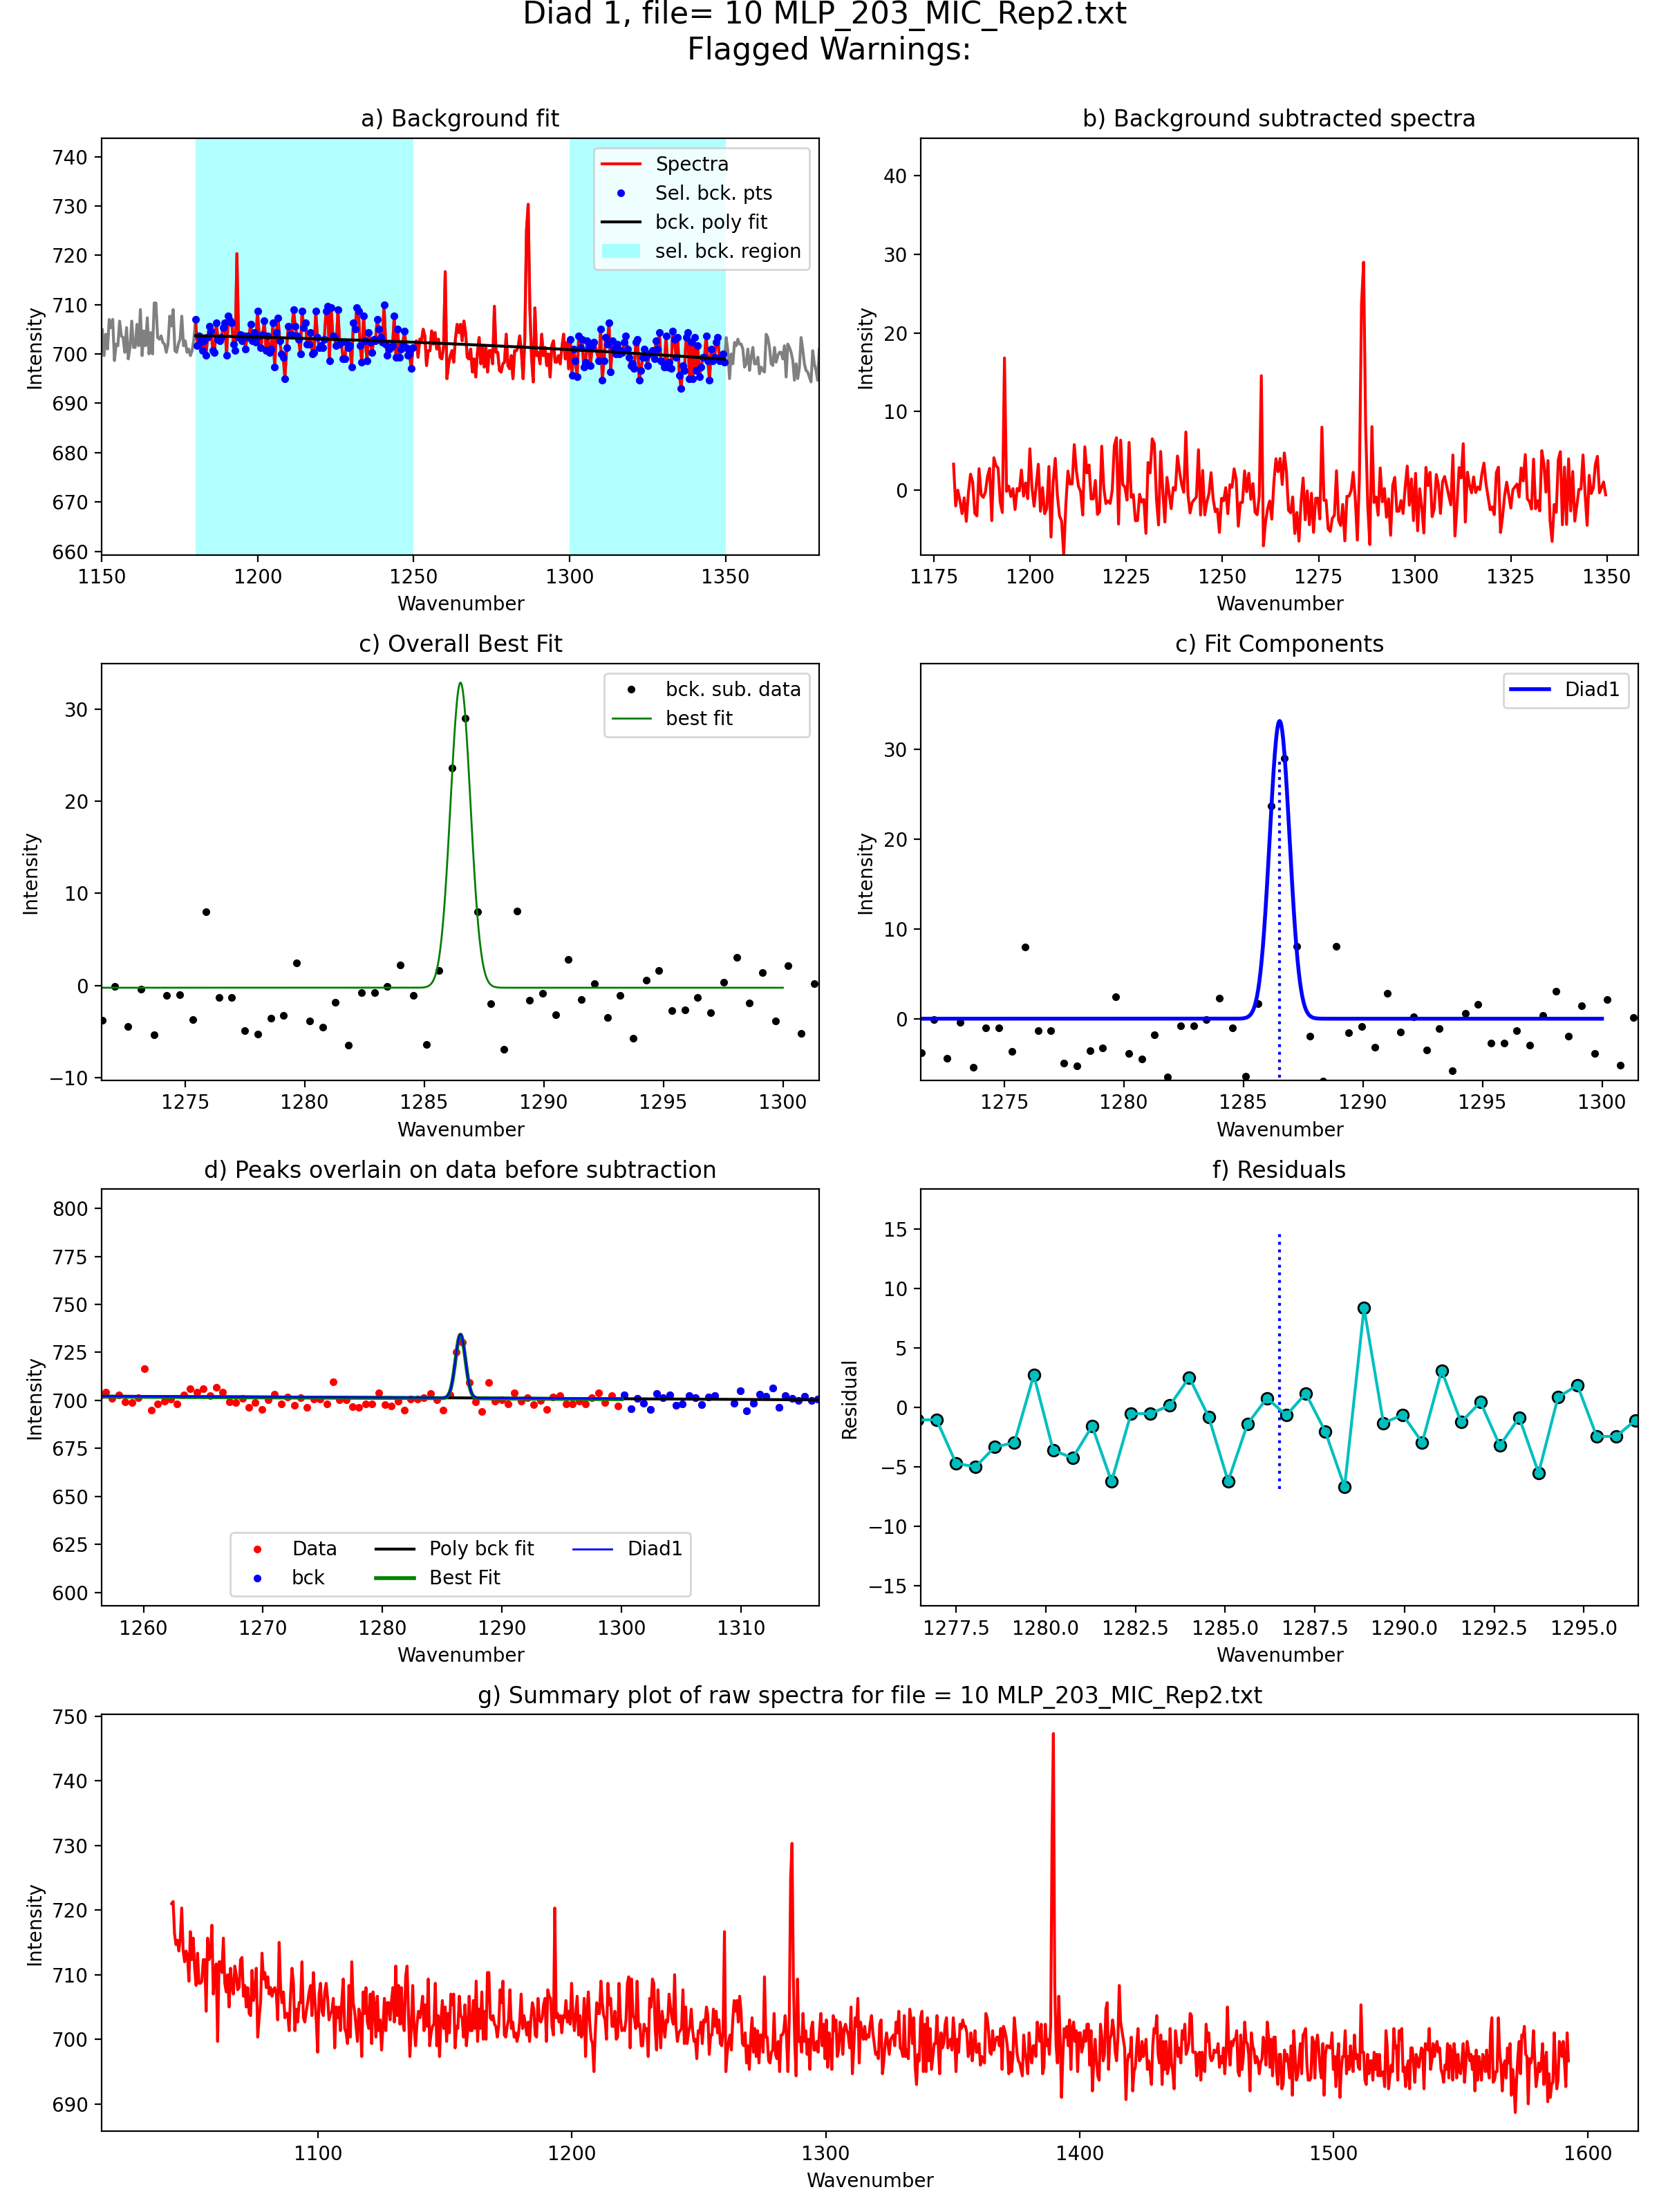 Diad 1, file= 10 MLP_203_MIC_Rep2.txt
Flagged Warnings:
a) Background fit
740
730
720
710
700
690
680
670
660
Intensity
Spectra
Sel. bck. pts
bck. poly fit
sel. bck. region
1150 1200 1250 1300 1350
Wavenumber
b) Background subtracted spectra
40
30
20
10
0
Intensity
1175 1200 1225 1250 1275 1300 1325 1350
Wavenumber
c) Overall Best Fit
30
20
10
0
−10
Intensity
bck. sub. data
best fit
1275 1280 1285 1290 1295 1300
Wavenumber
c) Fit Components
30
20
10
0
Intensity
Diad1
1275 1280 1285 1290 1295 1300
Wavenumber
d) Peaks overlain on data before subtraction
800
775
750
725
700
675
650
625
600
Intensity
Data
bck
Poly bck fit
Best Fit
Diad1
1260 1270 1280 1290 1300 1310
Wavenumber
f) Residuals
15
10
5
0
−5
−10
−15
Residual
1277.5 1280.0 1282.5 1285.0 1287.5 1290.0 1292.5 1295.0
Wavenumber
g) Summary plot of raw spectra for file = 10 MLP_203_MIC_Rep2.txt
750
740
730
720
710
700
690
Intensity
1100 1200 1300 1400 1500 1600
Wavenumber